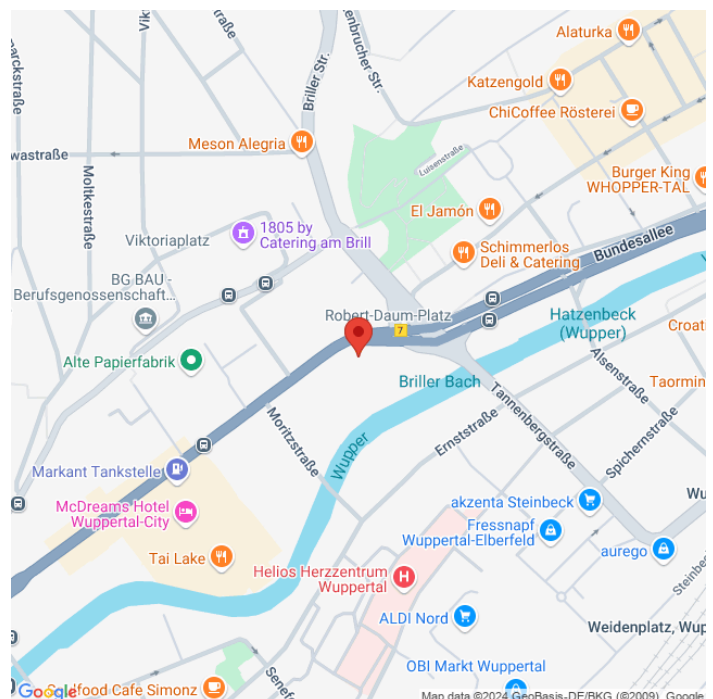 Alaturka
Katzengold
ChiCoffee Rösterei
Briller Str.
Meson Alegria
Luisenstraße
Burger King
WHOPPER-TAL
Moltkestraße
El Jamón
Viktoriaplatz
1805 by
Catering am Brill
Schimmerlos
Deli & Catering
Bundesallee
BG BAU -
Berufsgenossenschaft...
Robert-Daum-Platz
7
Hatzenbeck
(Wupper)
Alte Papierfabrik
Briller Bach
Alsenstraße
Moritzstraße
Wupper
Tannenbergstraße
Ernststraße
Spichernstraße
Markant Tankstelle
McDreams Hotel
Wuppertal-City
akzenta Steinbeck
Fressnapf
Wuppertal-Elberfeld
aurego
Tai Lake
Helios Herzzentrum
Wuppertal
H
ALDI Nord
Weidenplatz, Wup
OBI Markt Wuppertal
Google
Map data ©2024 GeoBasis-DE/BKG (©2009), Google